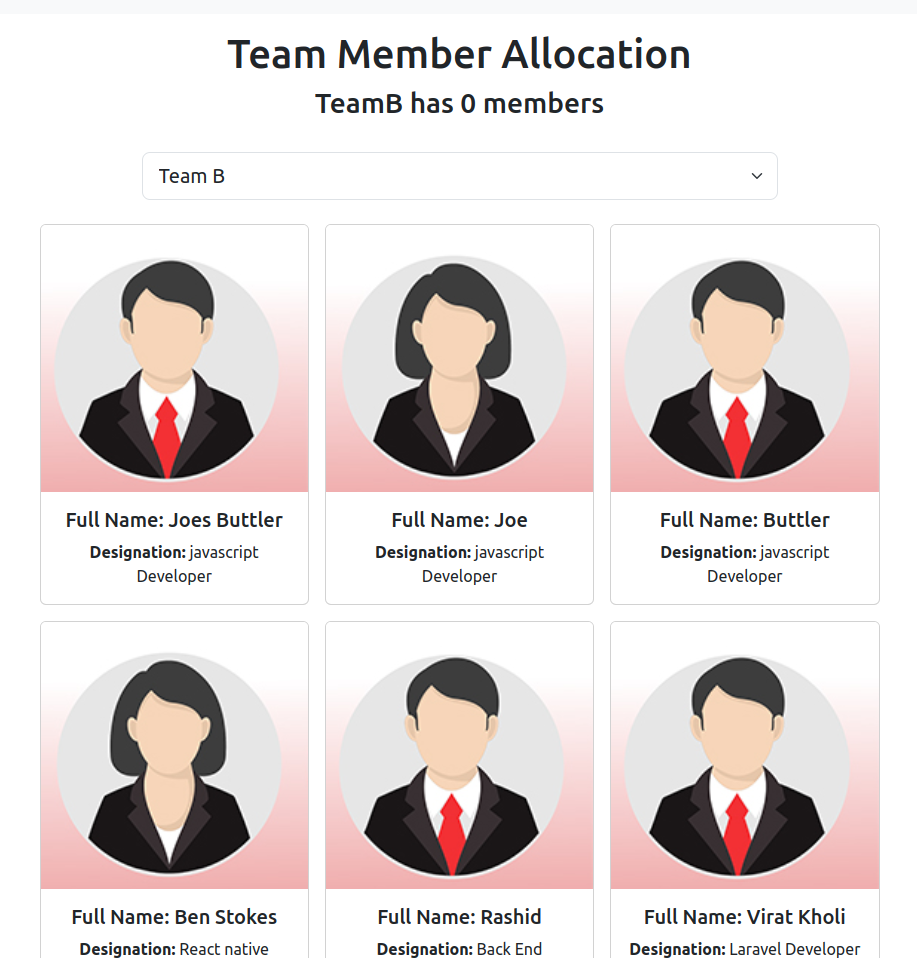 Team Member Allocation
TeamB has 0 members
Team B
Full Name: Joes Buttler
Designation: javascript
Developer
Full Name: Joe
Designation: javascript
Developer
Full Name: Buttler
Designation: javascript
Developer
Full Name: Ben Stokes
Designation: React native
Full Name: Rashid
Designation: Back End
Full Name: Virat Kholi
Designation: Laravel Developer